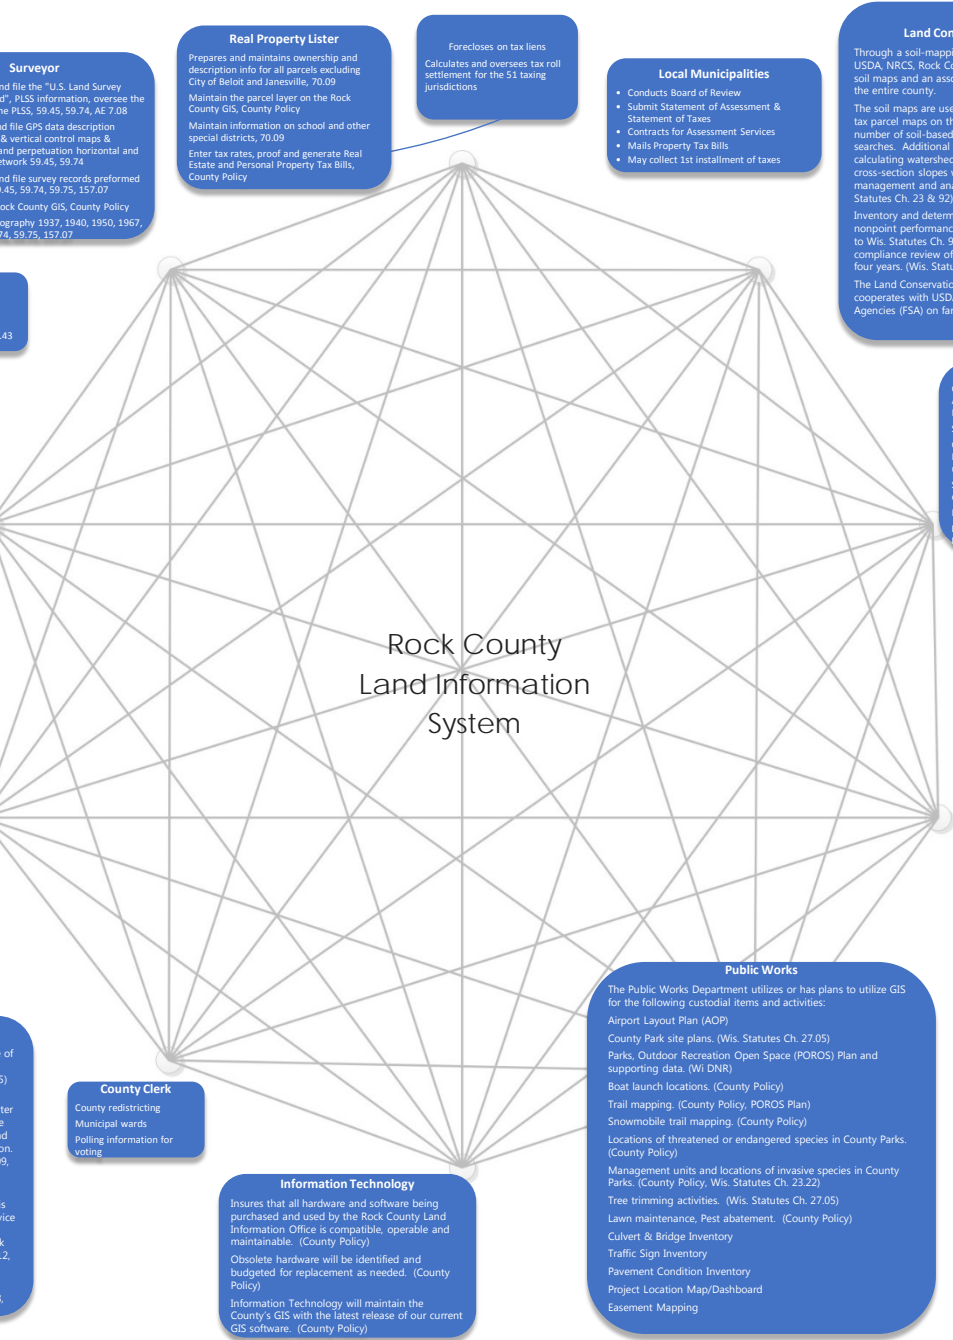 Surveyor
nd file the "U.S. Land Survey
d", PLSS information, oversee the
ne PLSS, 59.45, 59.74, AE 7.08
nd file GPS data description
& vertical control maps &
and perpetuation horizontal and
etwork 59.45, 59.74
nd file survey records preformed
9.45, 59.74, 59.75, 157.07
ock County GIS, County Policy
ography 1937, 1940, 1950, 1967,
74, 59.75, 157.07
.43
Real Property Lister
Prepares and maintains ownership and
description info for all parcels excluding
City of Beloit and Janesville, 70.09
Maintain the parcel layer on the Rock
County GIS, County Policy
Maintain information on school and other
special districts, 70.09
Enter tax rates, proof and generate Real
Estate and Personal Property Tax Bills,
County Policy
Forecloses on tax liens
Calculates and oversees tax roll
settlement for the 51 taxing
jurisdictions
Local Municipalities
• Conducts Board of Review
• Submit Statement of Assessment &
Statement of Taxes
• Contracts for Assessment Services
• Mails Property Tax Bills
• May collect 1st installment of taxes
Land Con
Through a soil-mappi
USDA, NRCS, Rock Co
soil maps and an asso
the entire county.
The soil maps are use
tax parcel maps on th
number of soil-based
searches. Additional
calculating watershed
cross-section slopes v
management and ana
Statutes Ch. 23 & 92)
Inventory and determ
nonpoint performanc
to Wis. Statutes Ch. 9
compliance review of
four years. (Wis. Statu
The Land Conservatio
cooperates with USDA
Agencies (FSA) on far
Rock County
Land Information
System
e of
5)
ter
e
nd
on.
09,
is
vice
k
12,
County Clerk
County redistricting
Municipal wards
Polling information for
voting
Information Technology
Insures that all hardware and software being
purchased and used by the Rock County Land
Information Office is compatible, operable and
maintainable. (County Policy)
Obsolete hardware will be identified and
budgeted for replacement as needed. (County
Policy)
Information Technology will maintain the
County's GIS with the latest release of our current
GIS software. (County Policy)
Public Works
The Public Works Department utilizes or has plans to utilize GIS
for the following custodial items and activities:
Airport Layout Plan (AOP)
County Park site plans. (Wis. Statutes Ch. 27.05)
Parks, Outdoor Recreation Open Space (POROS) Plan and
supporting data. (Wi DNR)
Boat launch locations. (County Policy)
Trail mapping. (County Policy, POROS Plan)
Snowmobile trail mapping. (County Policy)
Locations of threatened or endangered species in County Parks.
(County Policy)
Management units and locations of invasive species in County
Parks. (County Policy, Wis. Statutes Ch. 23.22)
Tree trimming activities. (Wis. Statutes Ch. 27.05)
Lawn maintenance, Pest abatement. (County Policy)
Culvert & Bridge Inventory
Traffic Sign Inventory
Pavement Condition Inventory
Project Location Map/Dashboard
Easement Mapping